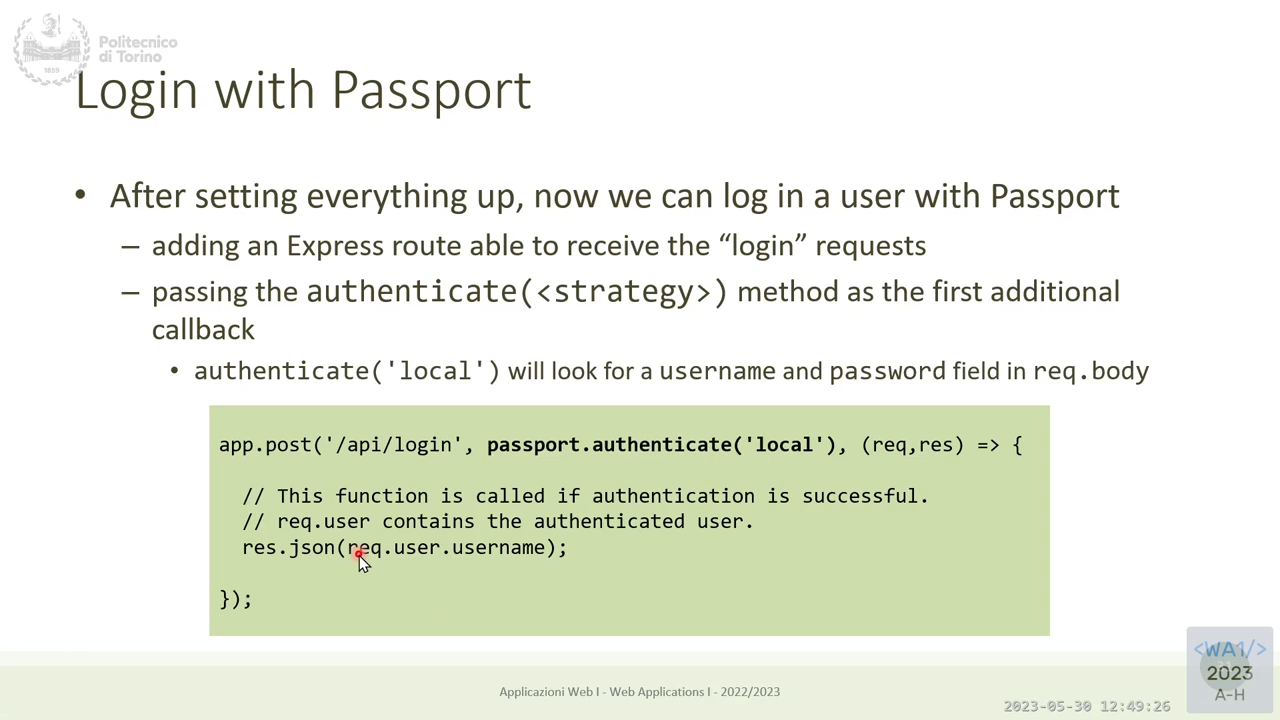 Politecnico
di Torino
1859
Login with Passport
• After setting everything up, now we can log in a user with Passport
– adding an Express route able to receive the “login” requests
– passing the authenticate(<strategy>) method as the first additional
callback
• authenticate('local') will look for a username and password field in req.body
app.post('/api/login', passport.authenticate('local'), (req,res) => {
// This function is called if authentication is successful.
// req.user contains the authenticated user.
res.json(req.user.username);
});
Applicazioni Web I - Web Applications I - 2022/2023
2023-05-30 12:49:26
<WA1/>
2023
A-H